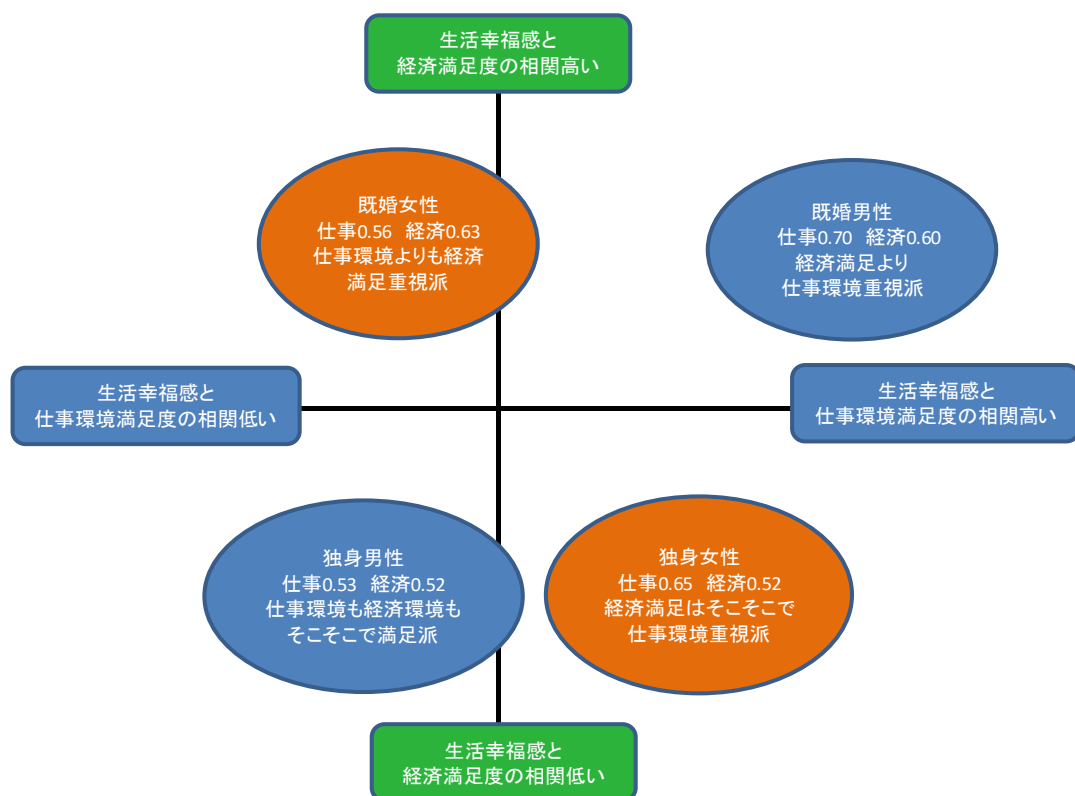 生活幸福感と
経済満足度の相関高い
既婚女性
仕事0.56 経済0.63
仕事環境よりも経済
満足重視派
既婚男性
仕事0.70 経済0.60
経済満足より
仕事環境重視派
生活幸福感と
仕事環境満足度の相関低い
生活幸福感と
仕事環境満足度の相関高い
独身男性
仕事0.53 経済0.52
仕事環境も経済環境も
そこそこで満足派
独身女性
仕事0.65 経済0.52
経済満足はそこそこで
仕事環境重視派
生活幸福感と
経済満足度の相関低い